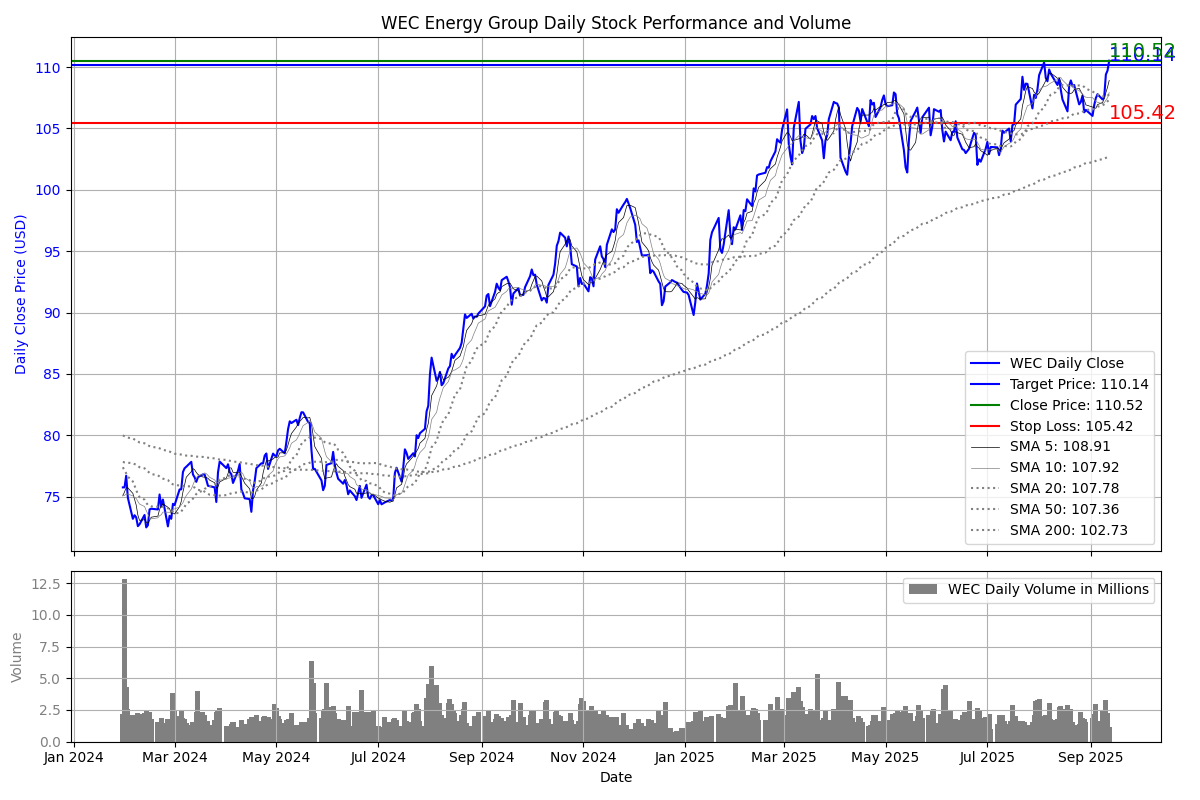 WEC Energy Group Daily Stock Performance and Volume
110.52
110.14
105.42
110
105
100
95
90
85
80
75
Daily Close Price (USD)
WEC Daily Close
Target Price: 110.14
Close Price: 110.52
Stop Loss: 105.42
SMA 5: 108.91
SMA 10: 107.92
SMA 20: 107.78
SMA 50: 107.36
SMA 200: 102.73
12.5
10.0
7.5
5.0
2.5
0.0
Volume
WEC Daily Volume in Millions
Jan 2024
Mar 2024
May 2024
Jul 2024
Sep 2024
Nov 2024
Jan 2025
Mar 2025
May 2025
Jul 2025
Sep 2025
Date